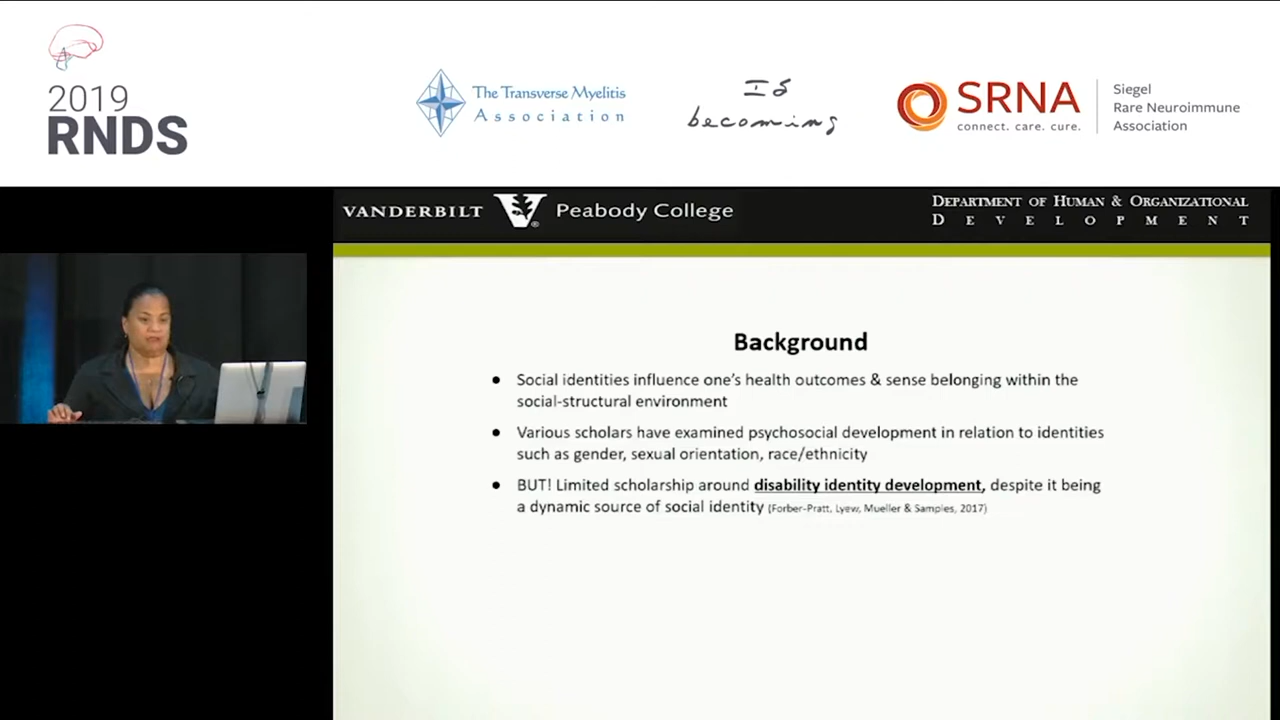 2019
RNDS
The Transverse Myelitis
Association
IS
becoming
SRNA
connect. care. cure.
Siegel
Rare Neuroimmune
Association
VANDERBILT V® Peabody College
DEPARTMENT OF HUMAN & ORGANIZATIONAL
DEVELOPMENT
Background
• Social identities influence one's health outcomes & sense belonging within the
social-structural environment
• Various scholars have examined psychosocial development in relation to identities
such as gender, sexual orientation, race/ethnicity
• BUT! Limited scholarship around disability identity development, despite it being
a dynamic source of social identity (Forber-Pratt, Lyew, Mueller & Samples, 2017)